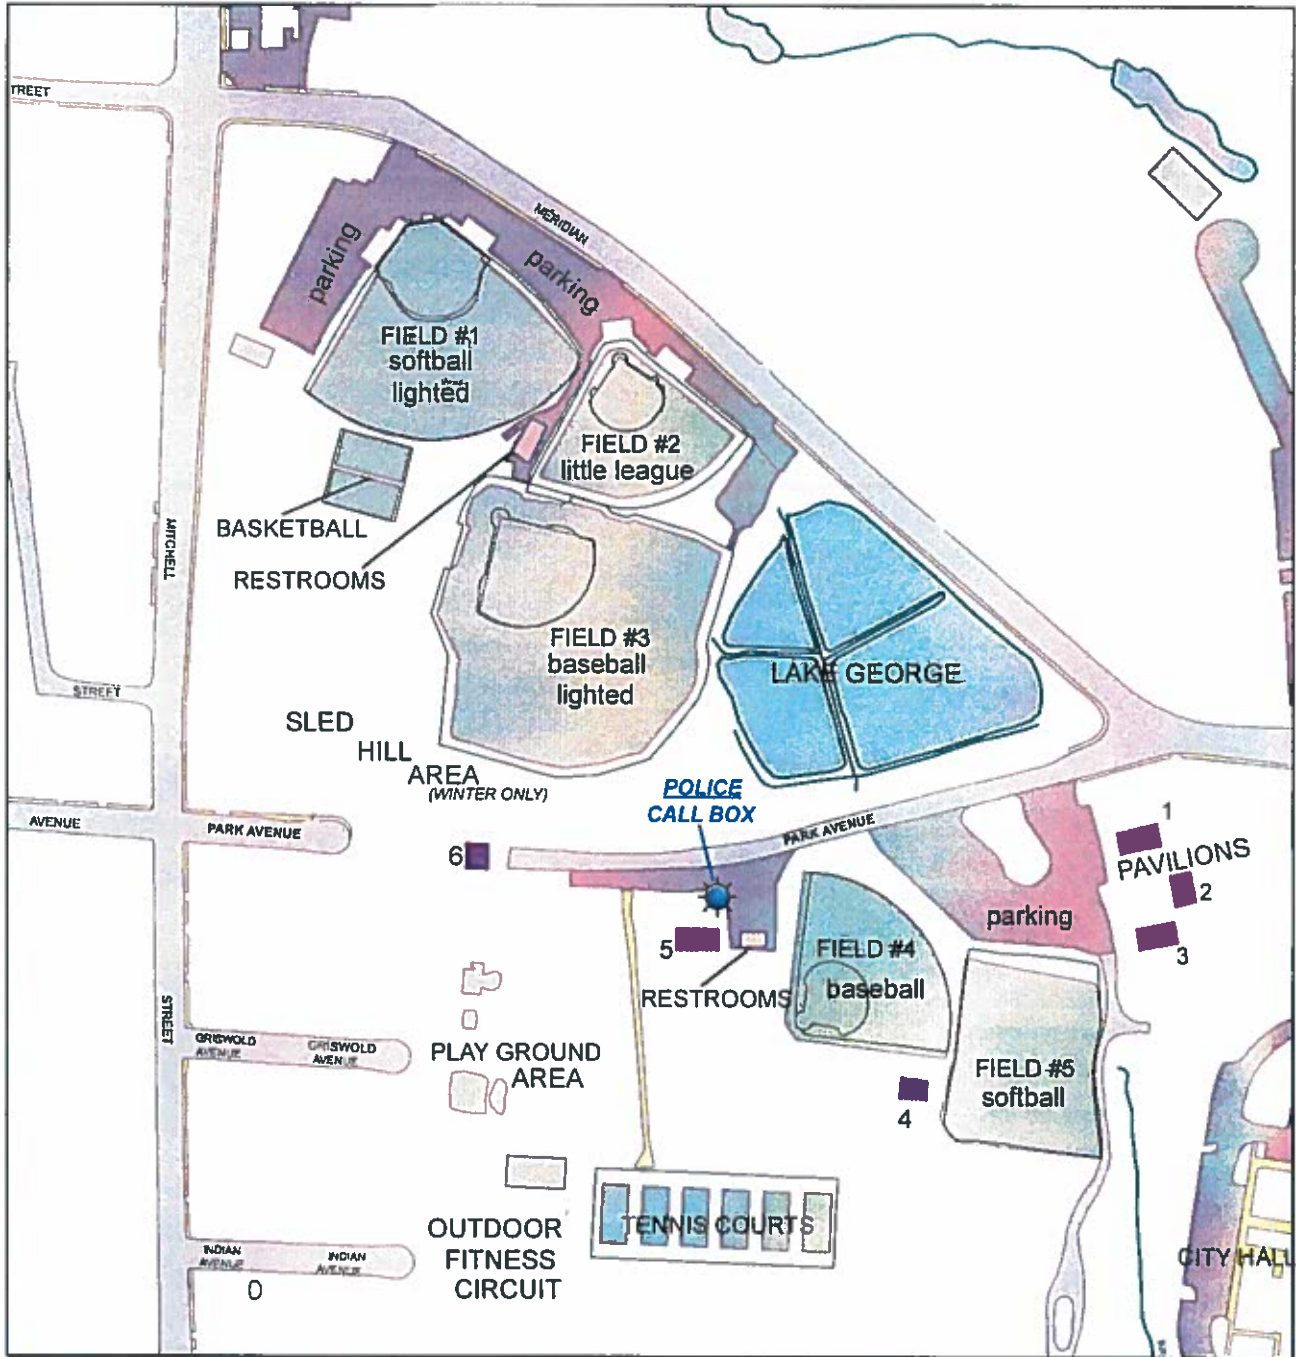 TREET
MERIDIAN
parking
parking
FIELD #1
softball
lighted
FIELD #2
little league
BASKETBALL
RESTROOMS
MITCHELL
FIELD #3
baseball
lighted
LAKE GEORGE
STREET
SLED
HILL
AREA
(WINTER ONLY)
POLICE
CALL BOX
AVENUE
PARK AVENUE
PARK AVENUE
6
1
PAVILIONS
2
3
parking
5
RESTROOMS
FIELD #4
baseball
STREET
GRISWOLD
AVENUE
GRISWOLD
AVENUE
PLAY GROUND
AREA
FIELD #5
softball
4
OUTDOOR
FITNESS
CIRCUIT
TENNIS COURTS
INDIAN
AVENUE
INDIAN
AVENUE
0
CITY HALL